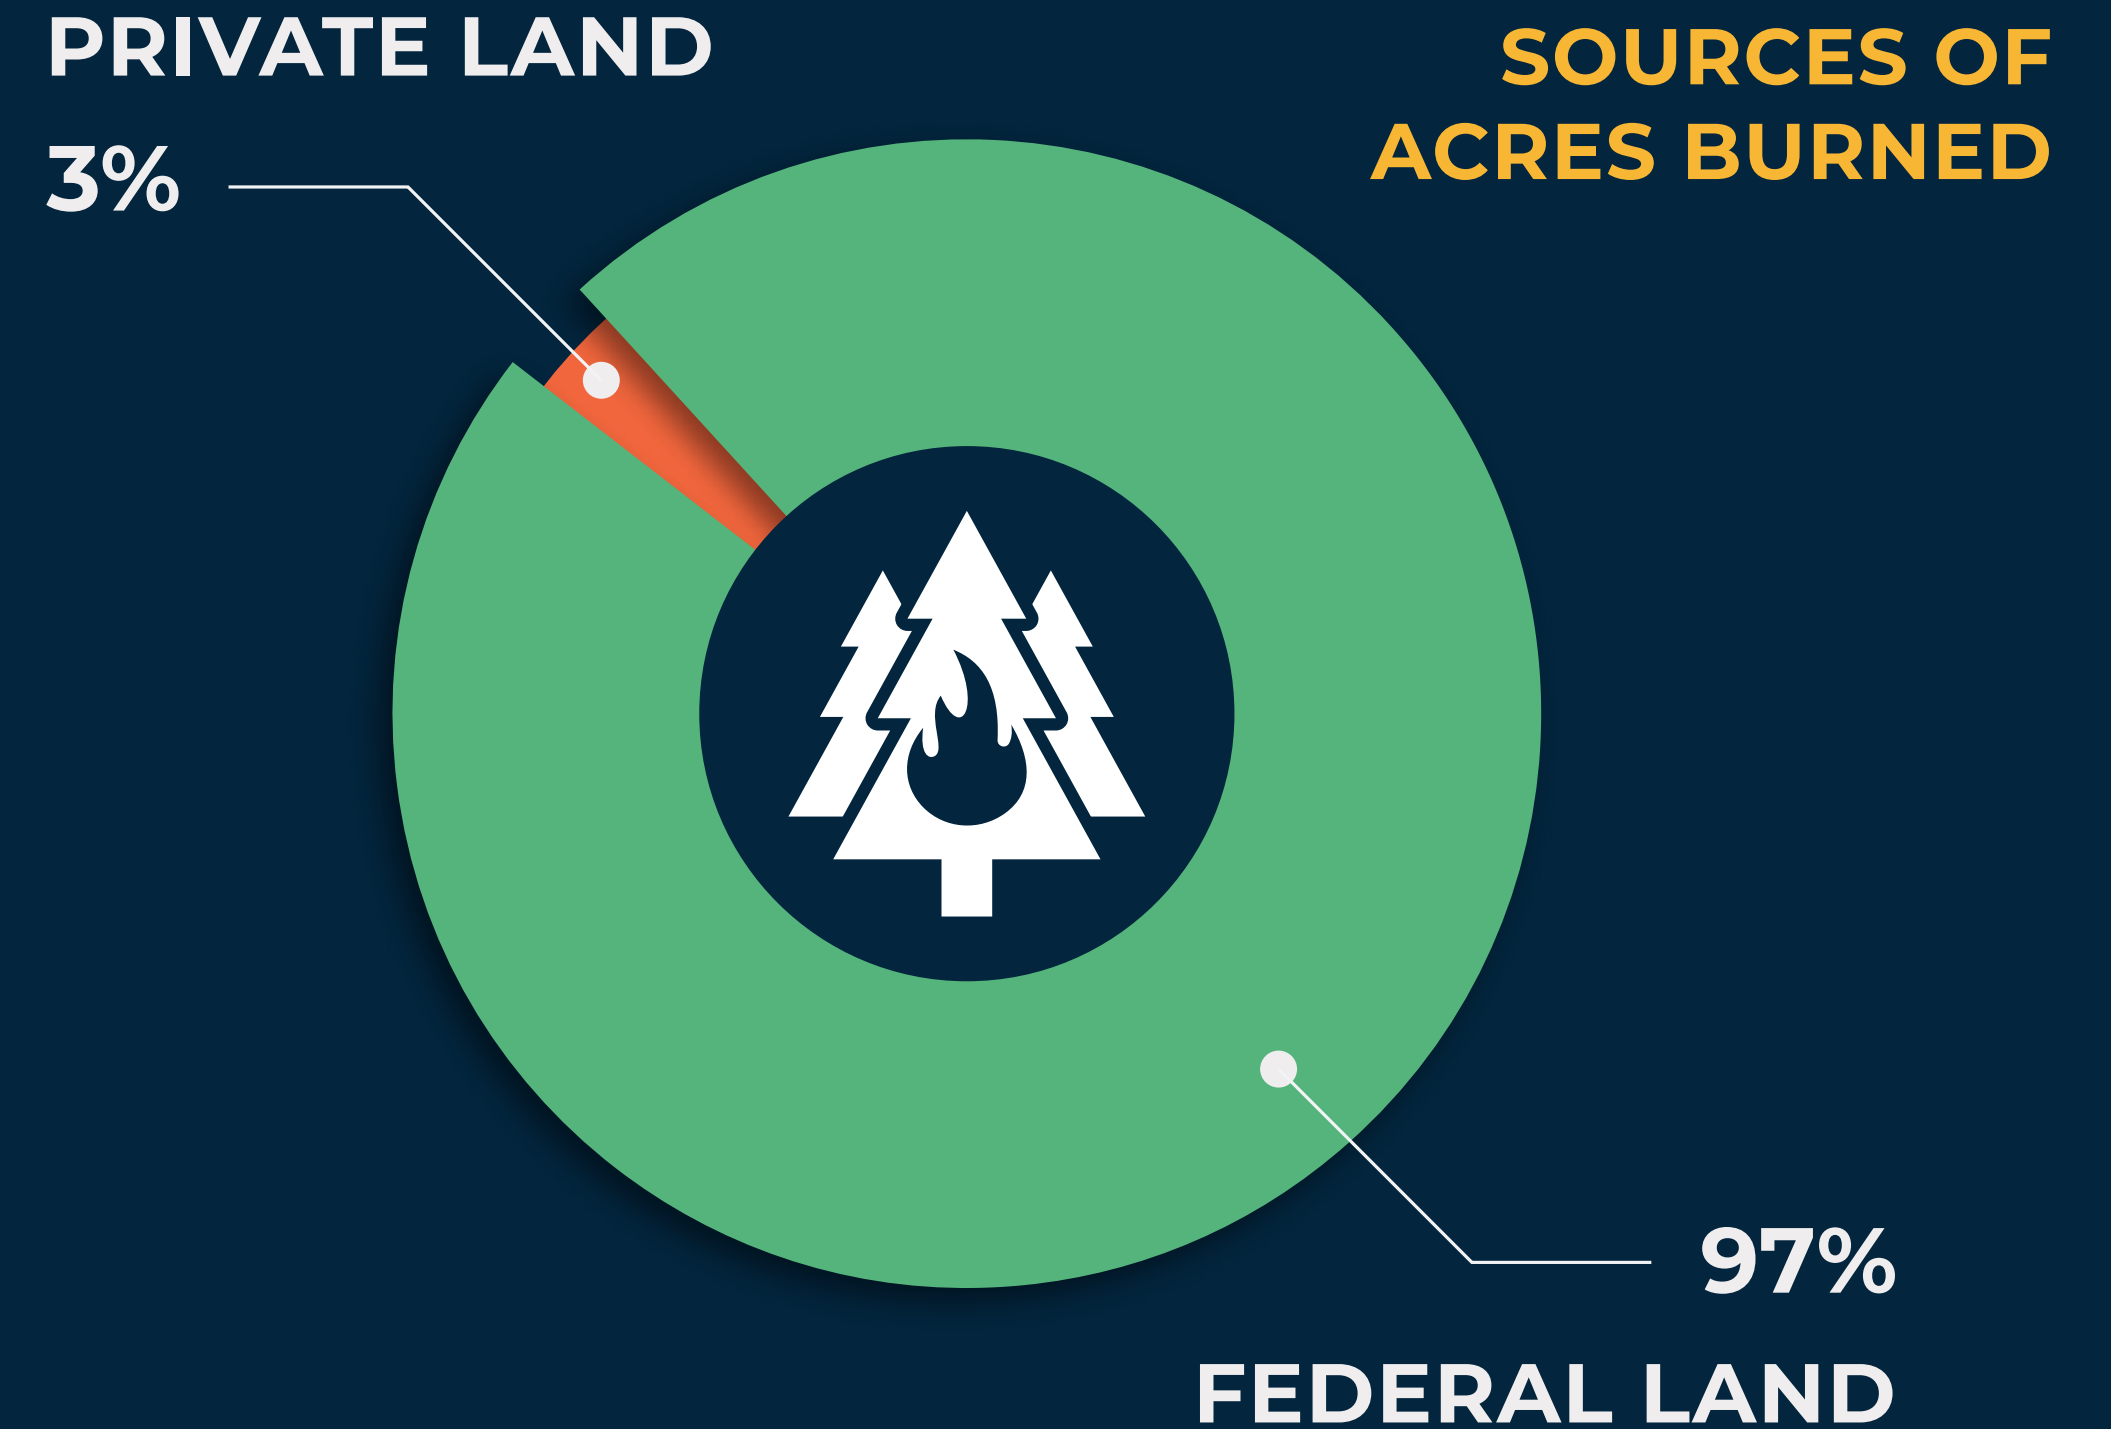 PRIVATE LAND
3%
SOURCES OF
ACRES BURNED
97%
FEDERAL LAND